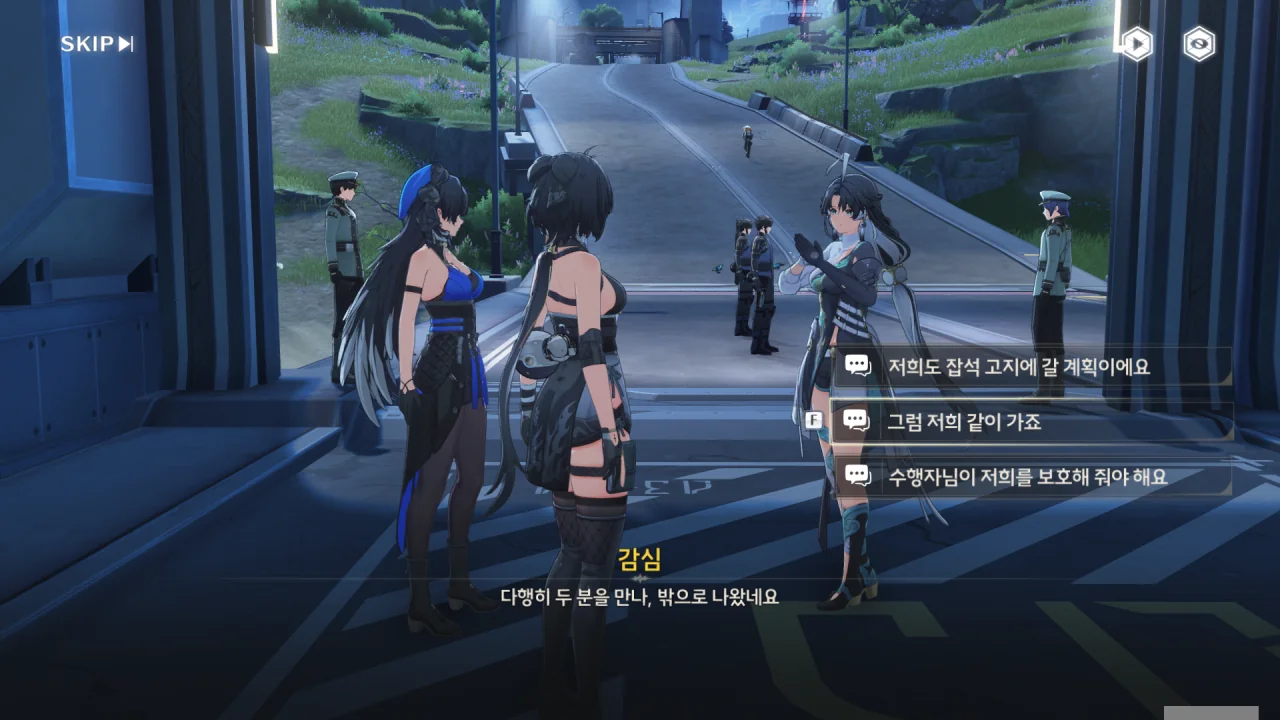 SKIP
저희도 잡석 고지에 갈 계획이에요
F
그럼 저희 같이 가죠
수행자님이 저희를 보호해 줘야 해요
감심
다행히 두 분을 만나, 밖으로 나왔네요